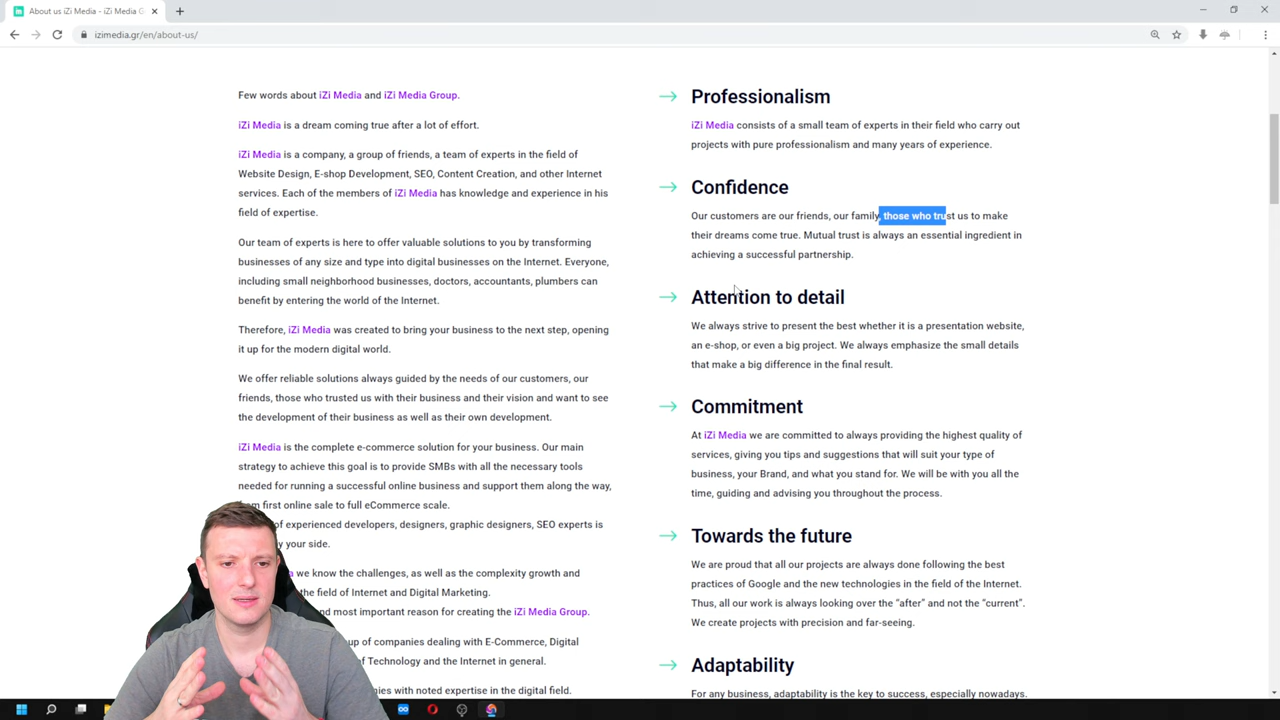 About us iZi Media - iZi Media G
izimedia.gr/en/about-us/
Few words about iZi Media and iZi Media Group.
iZi Media is a dream coming true after a lot of effort.
iZi Media is a company, a group of friends, a team of experts in the field of
Website Design, E-shop Development, SEO, Content Creation, and other Internet
services. Each of the members of iZi Media has knowledge and experience in his
field of expertise.
Our team of experts is here to offer valuable solutions to you by transforming
businesses of any size and type into digital businesses on the Internet. Everyone,
including small neighborhood businesses, doctors, accountants, plumbers can
benefit by entering the world of the Internet.
Therefore, iZi Media was created to bring your business to the next step, opening
it up for the modern digital world.
We offer reliable solutions always guided by the needs of our customers, our
friends, those who trusted us with their business and their vision and want to see
the development of their business as well as their own development.
iZi Media is the complete e-commerce solution for your business. Our main
strategy to achieve this goal is to provide SMBs with all the necessary tools
needed for running a successful online business and support them along the way,
from first online sale to full eCommerce scale.
of experienced developers, designers, graphic designers, SEO experts is
your side.
we know the challenges, as well as the complexity growth and
the field of Internet and Digital Marketing.
and most important reason for creating the iZi Media Group.
up of companies dealing with E-Commerce, Digital
of Technology and the Internet in general.
with noted expertise in the digital field.
Professionalism
iZi Media consists of a small team of experts in their field who carry out
projects with pure professionalism and many years of experience.
Confidence
Our customers are our friends, our family, those who trust us to make
their dreams come true. Mutual trust is always an essential ingredient in
achieving a successful partnership.
Attention to detail
We always strive to present the best whether it is a presentation website,
an e-shop, or even a big project. We always emphasize the small details
that make a big difference in the final result.
Commitment
At iZi Media we are committed to always providing the highest quality of
services, giving you tips and suggestions that will suit your type of
business, your Brand, and what you stand for. We will be with you all the
time, guiding and advising you throughout the process.
Towards the future
We are proud that all our projects are always done following the best
practices of Google and the new technologies in the field of the Internet.
Thus, all our work is always looking over the “after” and not the “current”.
We create projects with precision and far-seeing.
Adaptability
For any business, adaptability is the key to success, especially nowadays.